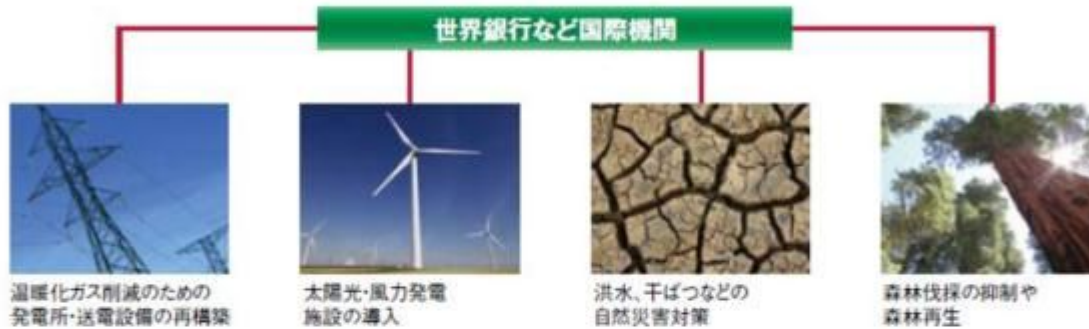 世界銀行など国際機関
温暖化ガス削減のための
発電所・送電設備の再構築
太陽光・風力発電
施設の導入
洪水、干ばつなどの
自然災害対策
森林伐採の抑制や
森林再生